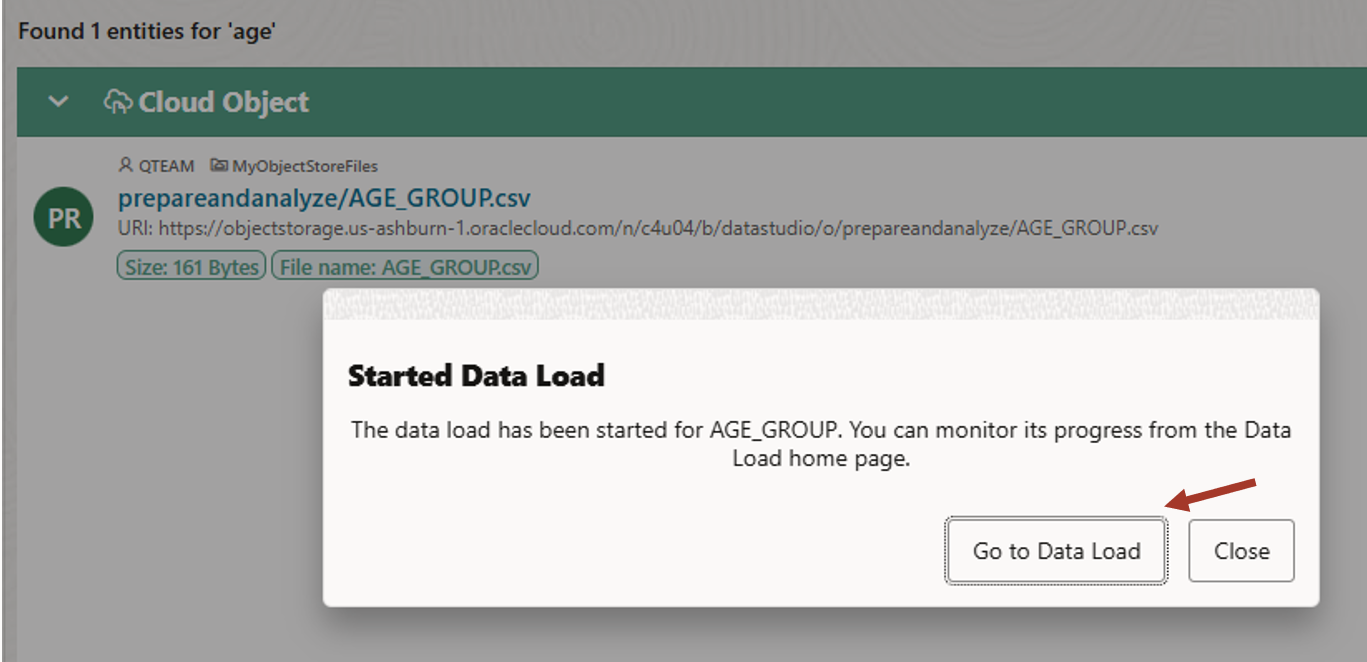 Found 1 entities for 'age'
Cloud Object
QTEAM MyObjectStoreFiles
PR
prepareandanalyze/AGE_GROUP.csv
URI: https://objectstorage.us-ashburn-1.oraclecloud.com/n/c4u04/b/datastudio/o/prepareandanalyze/AGE_GROUP.csv
Size: 161 Bytes File name: AGE_GROUP.csv
Started Data Load
The data load has been started for AGE_GROUP. You can monitor its progress from the Data
Load home page.
Go to Data Load Close